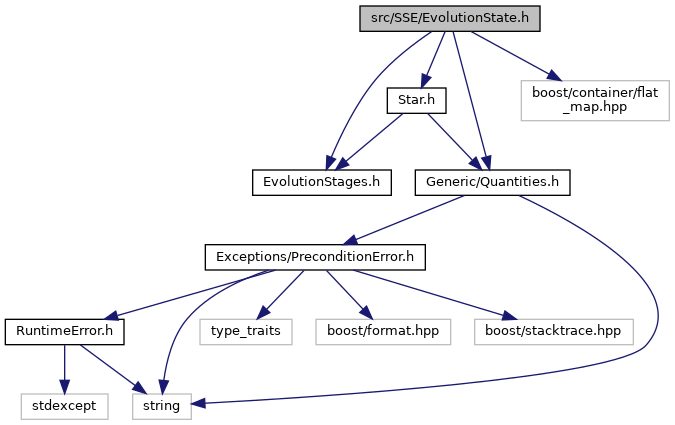 src/SSE/EvolutionState.h
Star.h
boost/container/flat
_map.hpp
EvolutionStages.h
Generic/Quantities.h
Exceptions/PreconditionError.h
RuntimeError.h
type_traits
boost/format.hpp
boost/stacktrace.hpp
stdexcept
string